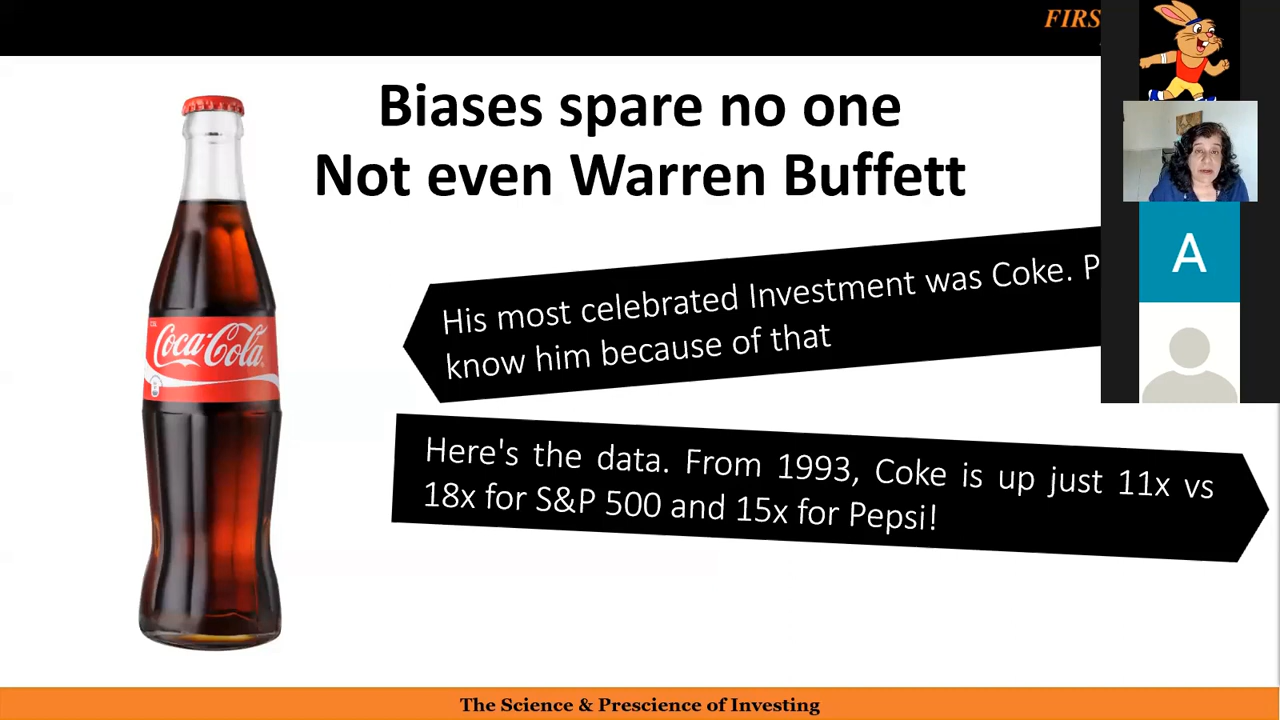 FIRS
Biases spare no one
Not even Warren Buffett
His most celebrated Investment was Coke. P
know him because of that
Here's the data. From 1993, Coke is up just 11x vs
18x for S&P 500 and 15x for Pepsi!
Coca-Cola
A
The Science & Prescience of Investing